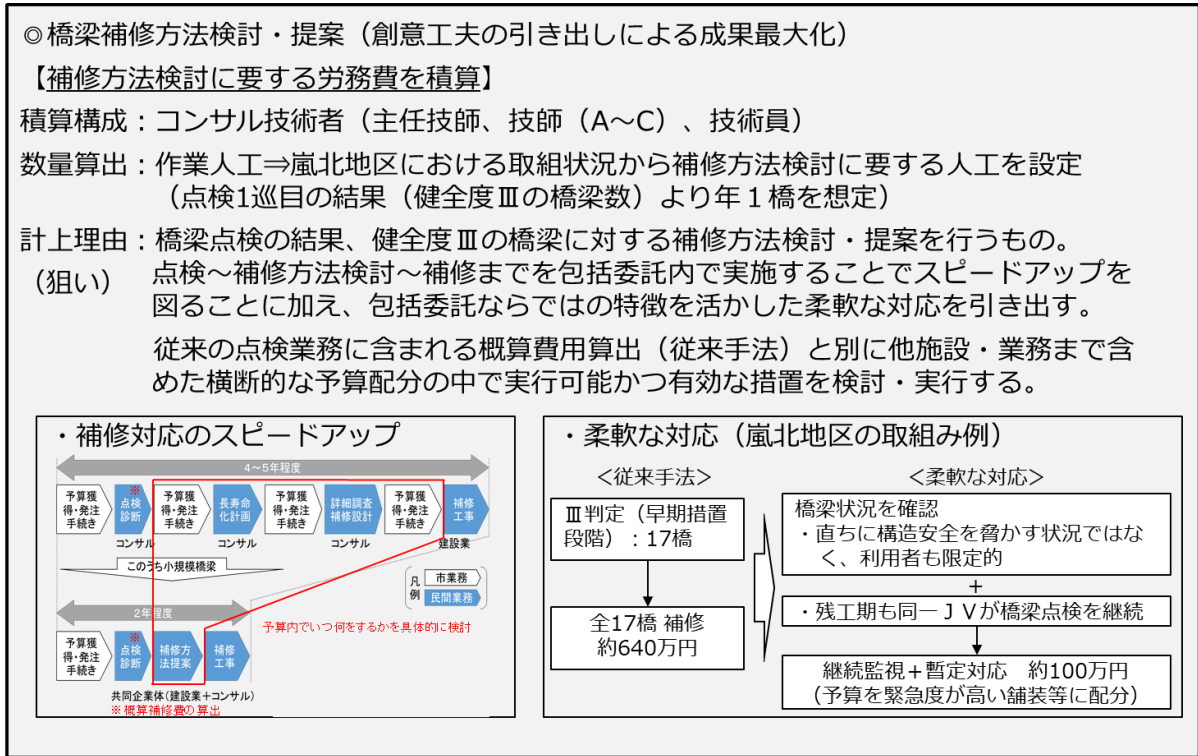 ◎橋梁補修方法検討・提案（創意工夫の引き出しによる成果最大化）
【補修方法検討に要する労務費を積算】
積算構成：コンサル技術者（主任技師、技師（A～C）、技術員）
数量算出：作業人工⇒嵐北地区における取組状況から補修方法検討に要する人工を設定
（点検1巡目の結果（健全度Ⅲの橋梁数）より年１橋を想定）
計上理由：橋梁点検の結果、健全度Ⅲの橋梁に対する補修方法検討・提案を行うもの。
（狙い）　点検～補修方法検討～補修までを包括委託内で実施することでスピードアップを
図ることに加え、包括委託ならではの特徴を活かした柔軟な対応を引き出す。
従来の点検業務に含まれる概算費用算出（従来手法）と別に他施設・業務まで含
めた横断的な予算配分の中で実行可能かつ有効な措置を検討・実行する。
・補修対応のスピードアップ
4～5年程度
予算獲
得・発注
手続き
※
点検
診断
予算獲
得・発注
手続き
長寿命
化計画
予算獲
得・発注
手続き
詳細調査
補修設計
予算獲
得・発注
手続き
補修
工事
コンサル
コンサル
コンサル
建設業
このうち小規模橋梁
凡
例
市業務
民間業務
2年程度
予算内でいつ何をするかを具体的に検討
予算獲
得・発注
手続き
※
点検
診断
補修方
法提案
補修
工事
共同企業体（建設業＋コンサル）
※概算補修費の算出
・柔軟な対応（嵐北地区の取組み例）
＜従来手法＞
Ⅲ判定（早期措置
段階）：17橋
全17橋 補修
約640万円
＜柔軟な対応＞
橋梁状況を確認
・直ちに構造安全を脅かす状況ではな
く、利用者も限定的
＋
・残工期も同一ＪＶが橋梁点検を継続
継続監視＋暫定対応　約100万円
（予算を緊急度が高い舗装等に配分）